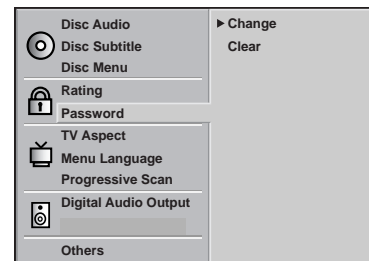 Disc Audio
Disc Subtitle
Disc Menu
Rating
Password
TV Aspect
Menu Language
Progressive Scan
Digital Audio Output
Others
Change
Clear